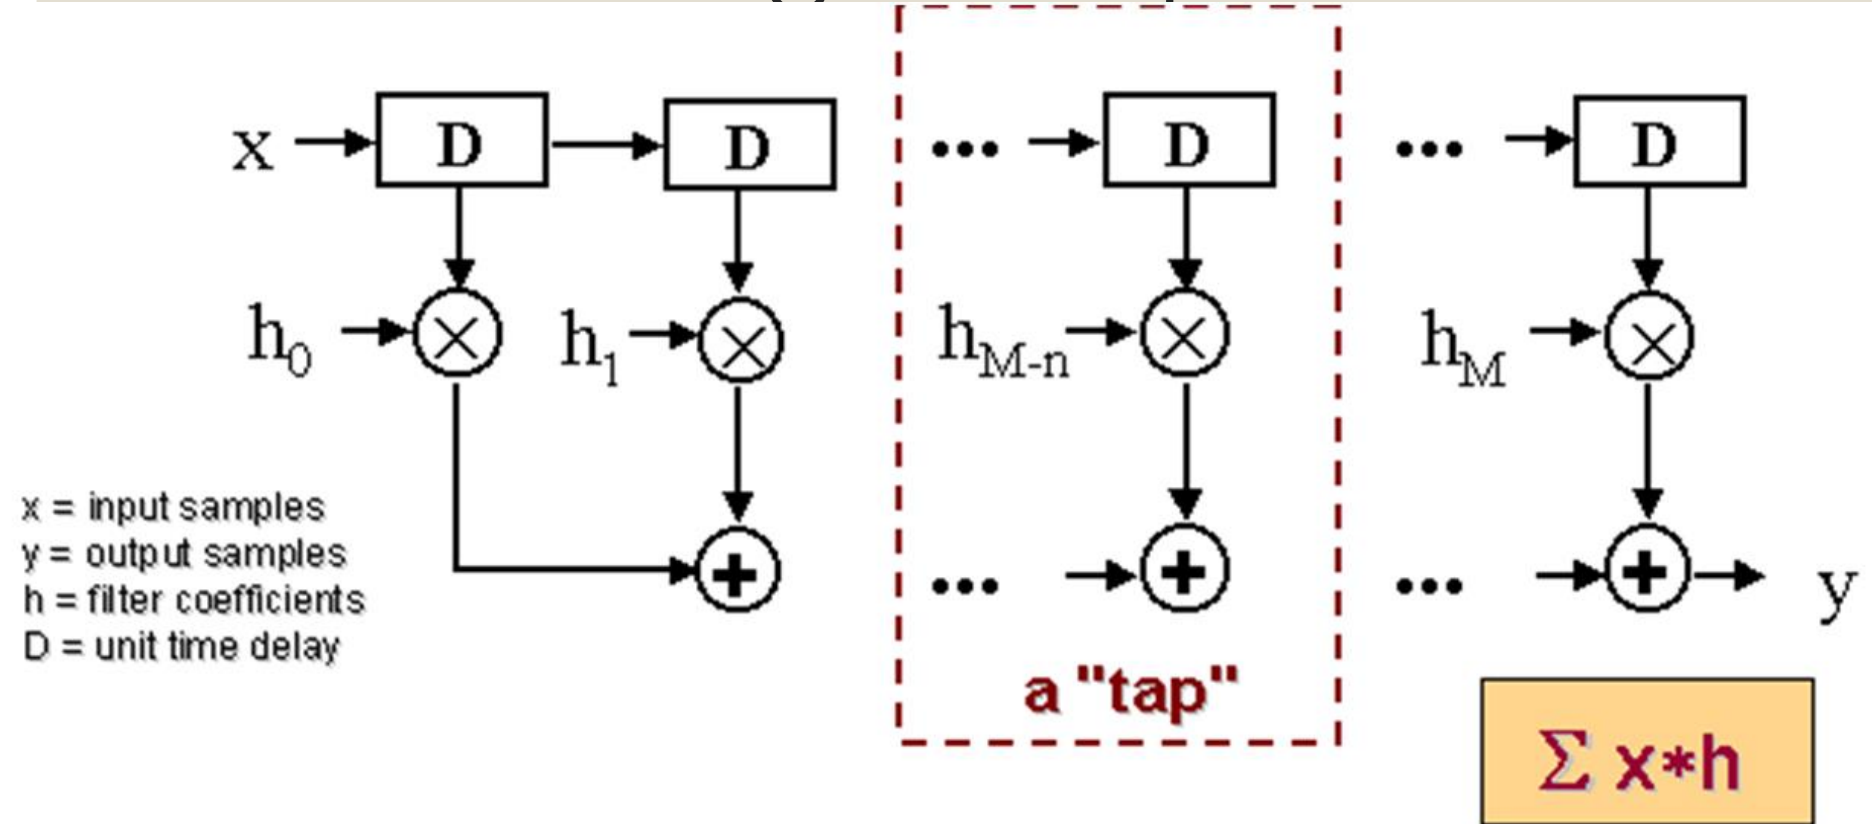 x D D ... D ... D
h0 h1 hM-n hM
x = input samples
y = output samples
h = filter coefficients
D = unit time delay
... ... y
a "tap"
Σ x*h